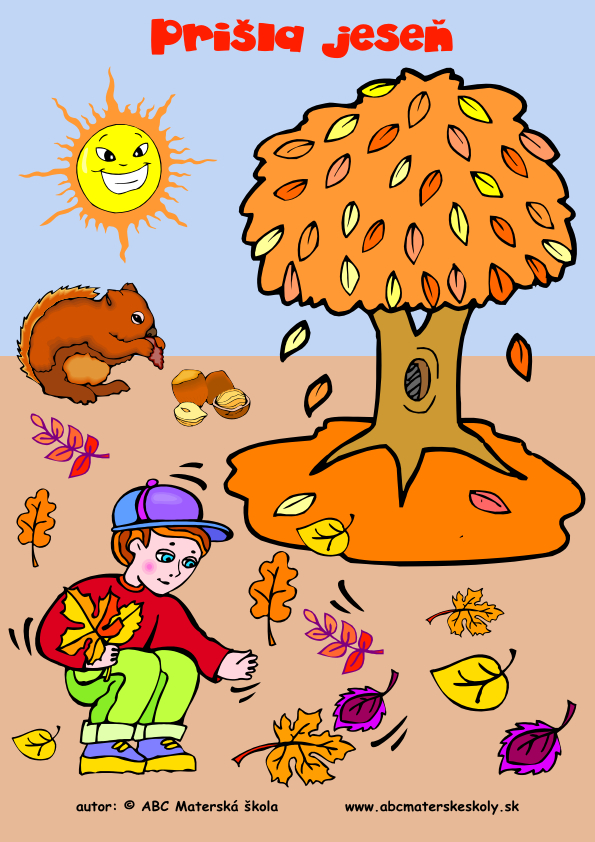 Prišla jeseň
autor: © ABC Materská škola
www.abcmaterskeskoly.sk